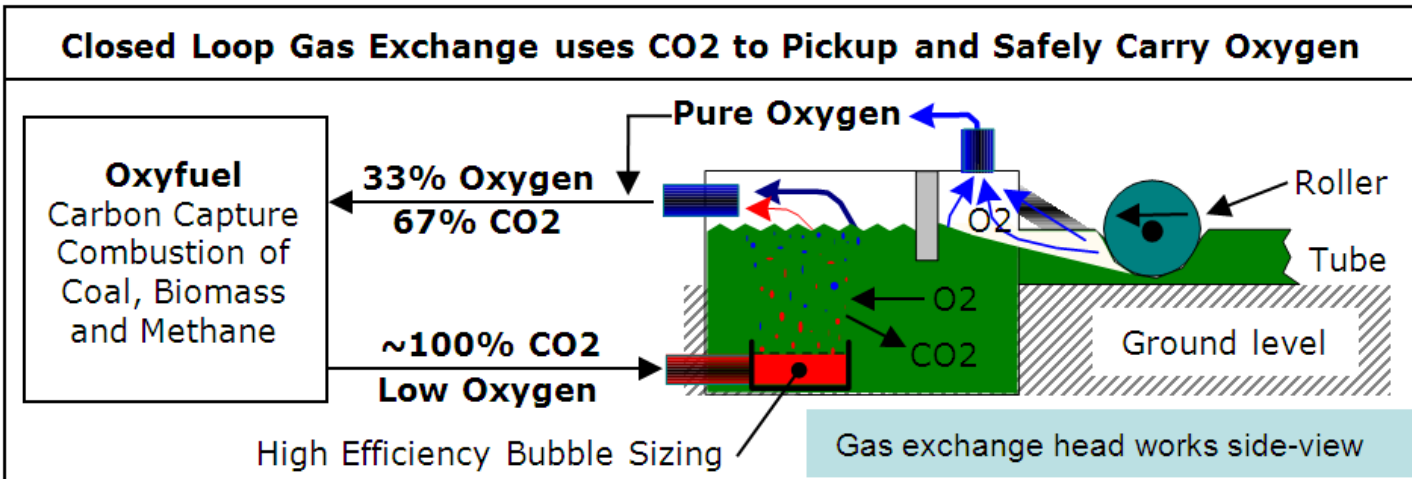 Closed Loop Gas Exchange uses CO2 to Pickup and Safely Carry Oxygen
Pure Oxygen
Oxyfuel
Carbon Capture
Combustion of
Coal, Biomass
and Methane
33% Oxygen
67% CO2
~100% CO2
Low Oxygen
O2
Roller
Tube
O2
CO2
Ground level
High Efficiency Bubble Sizing
Gas exchange head works side-view